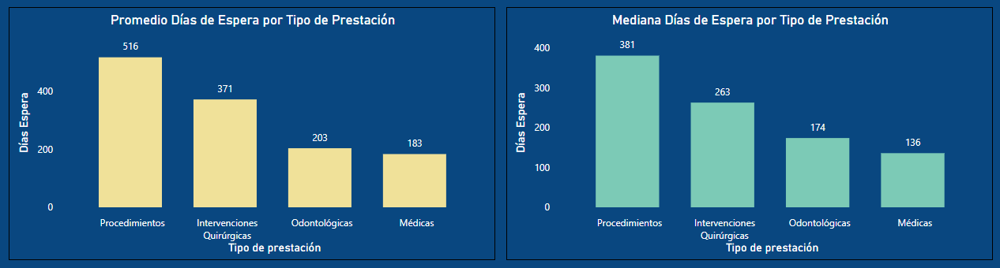 Promedio Días de Espera por Tipo de Prestación
516
371
203
183
400
200
0
Días Espera
Procedimientos
Intervenciones
Quirúrgicas
Odontológicas
Médicas
Tipo de prestación
Mediana Días de Espera por Tipo de Prestación
381
263
174
136
400
300
200
100
0
Días Espera
Procedimientos
Intervenciones
Quirúrgicas
Odontológicas
Médicas
Tipo de prestación